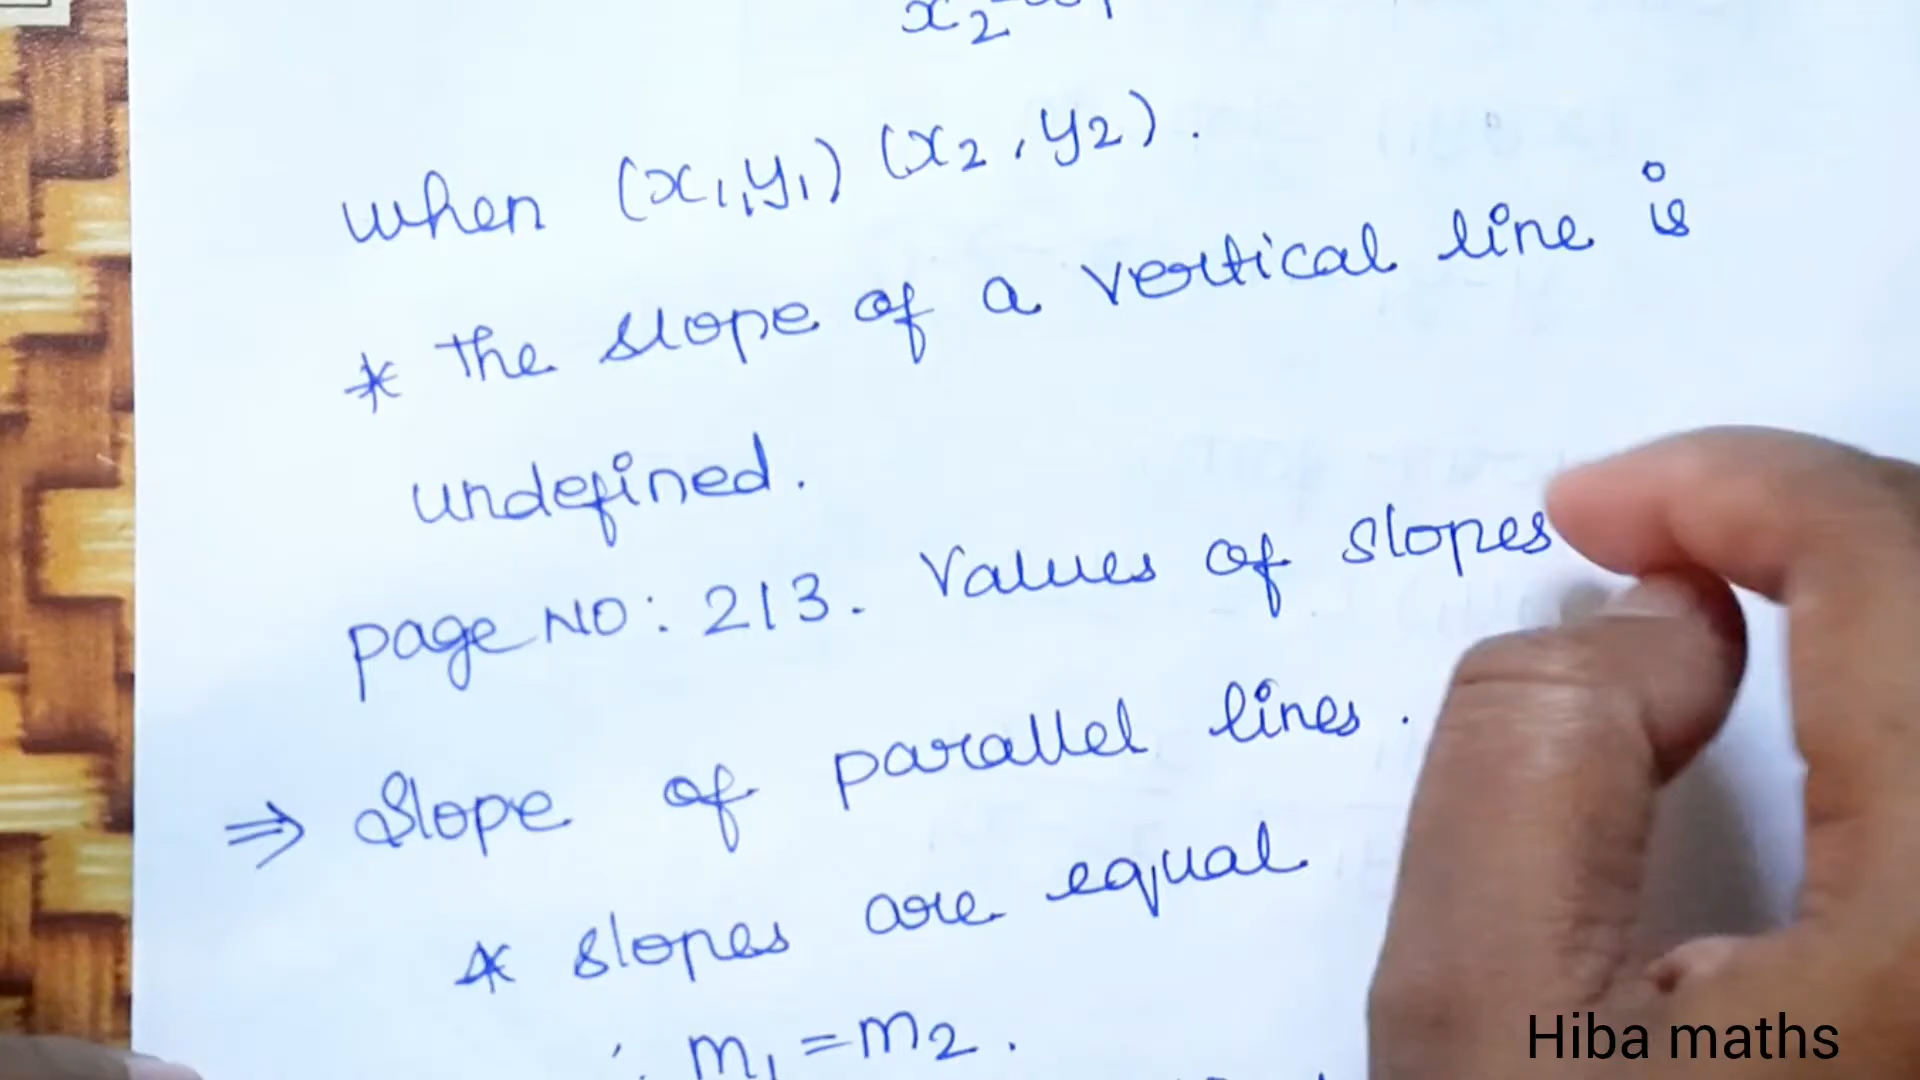 x₂
when (x₁,y₁) (x₂,y₂).
* the slope of a vertical line is
undefined.
page NO: 213. Values of slopes
⇒ Slope of parallel lines.
* slopes are equal
m₁ = m₂.
Hiba maths